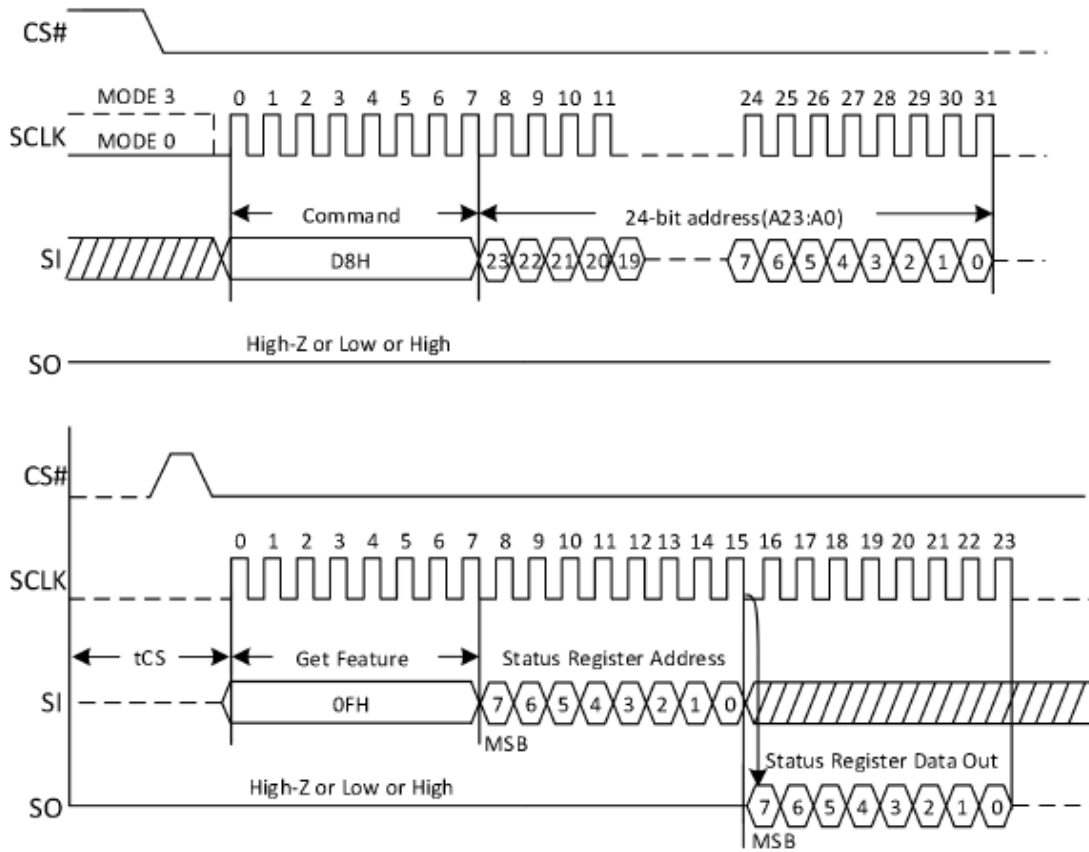 CS#
MODE 3
MODE 0
SCLK
0 1 2 3 4 5 6 7 8 9 10 11 24 25 26 27 28 29 30 31
Command
24-bit address(A23:A0)
SI
D8H
23 22 21 20 19 7 6 5 4 3 2 1 0
High-Z or Low or High
SO
CS#
0 1 2 3 4 5 6 7 8 9 10 11 12 13 14 15 16 17 18 19 20 21 22 23
SCLK
tCS
Get Feature
Status Register Address
SI
0FH
7 6 5 4 3 2 1 0
MSB
Status Register Data Out
High-Z or Low or High
SO
7 6 5 4 3 2 1 0
MSB